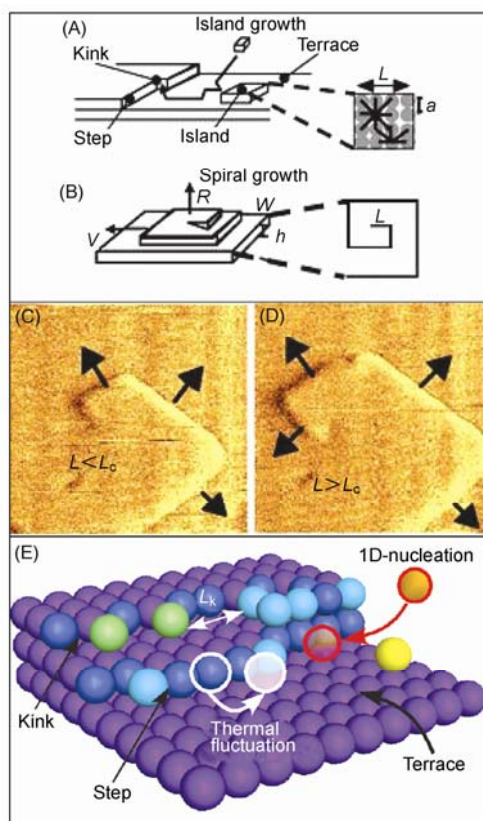 (A)
Island growth
Kink
Terrace
L
a
Step
Island
(B)
Spiral growth
R
W
V
h
L
(C)
L<Lc
(D)
L>Lc
(E)
1D-nucleation
Lk
Kink
Thermal
fluctuation
Step
Terrace